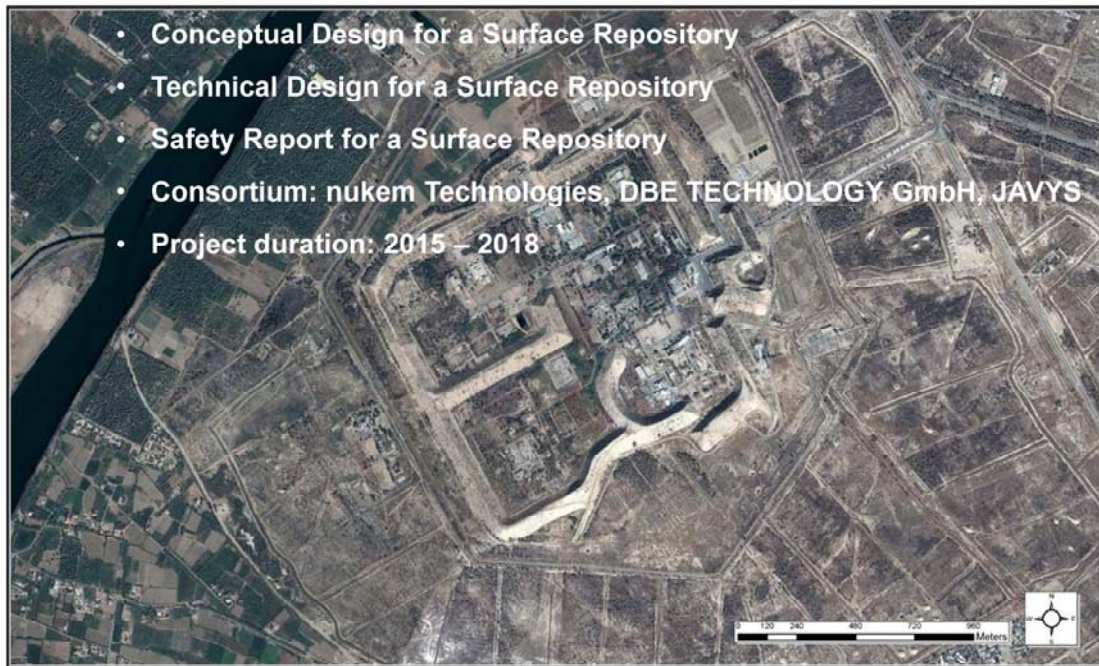 • Conceptual Design for a Surface Repository
• Technical Design for a Surface Repository
• Safety Report for a Surface Repository
• Consortium: nukem Technologies, DBE TECHNOLOGY GmbH, JAVYS
• Project duration: 2015 – 2018
N
W E
S
0 120 240 480 720 960
Meters